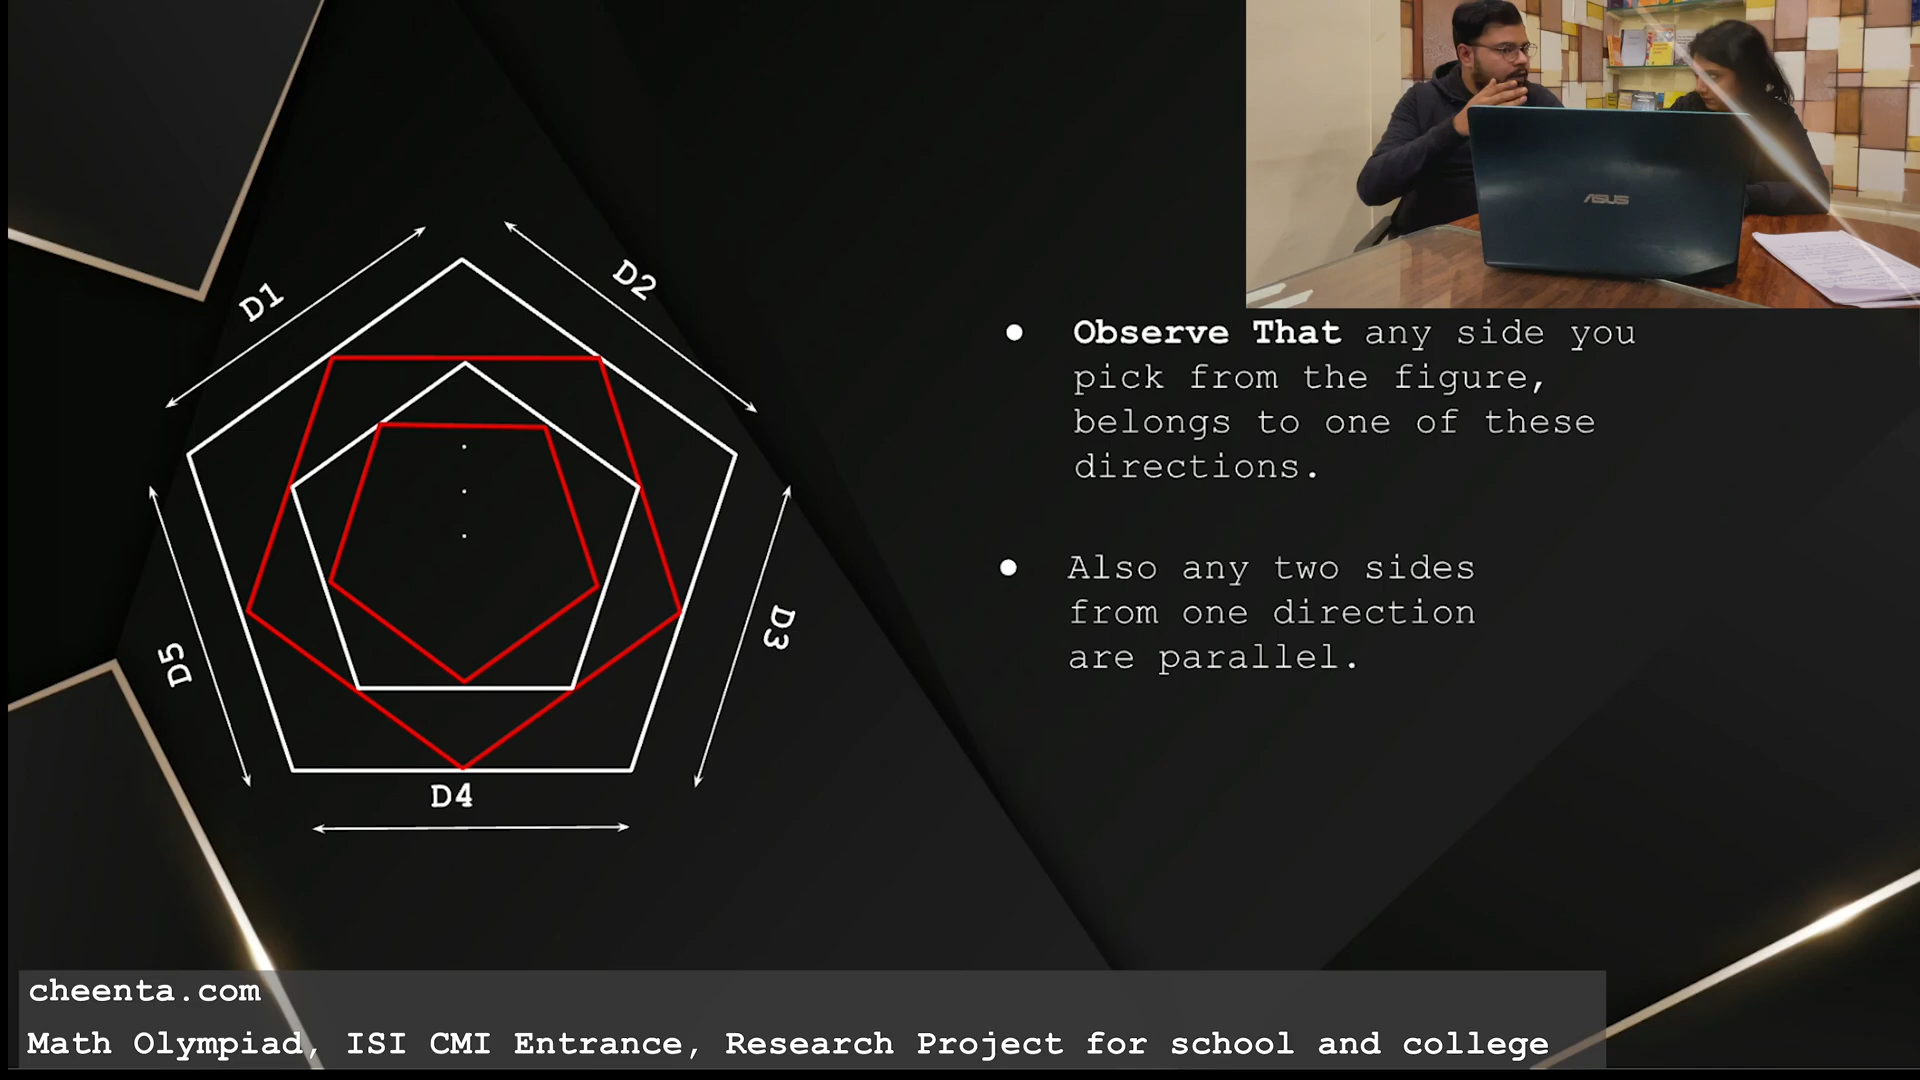 ASUS
D1
D2
D3
D4
D5
• Observe That any side you
pick from the figure,
belongs to one of these
directions.
• Also any two sides
from one direction
are parallel.
cheenta.com
Math Olympiad, ISI CMI Entrance, Research Project for school and college